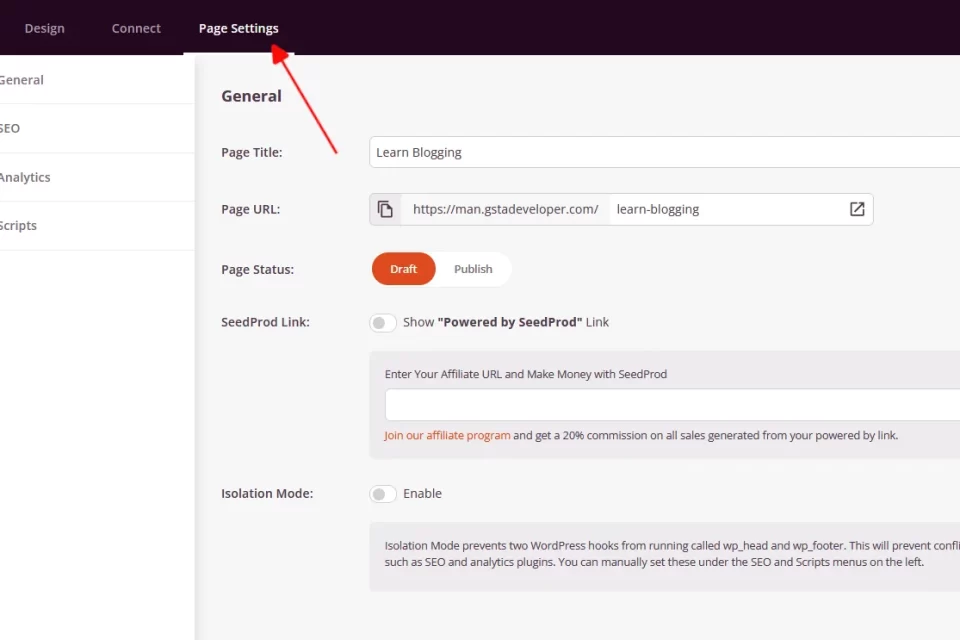 Design Connect Page Settings
General
SEO
Analytics
Scripts
General
Page Title: Learn Blogging
Page URL: https://man.gstadeveloper.com/ learn-blogging
Page Status: Draft Publish
SeedProd Link: Show "Powered by SeedProd" Link
Enter Your Affiliate URL and Make Money with SeedProd
Join our affiliate program and get a 20% commission on all sales generated from your powered by link.
Isolation Mode: Enable
Isolation Mode prevents two WordPress hooks from running called wp_head and wp_footer. This will prevent
such as SEO and analytics plugins. You can manually set these under the SEO and Scripts menus on the left.